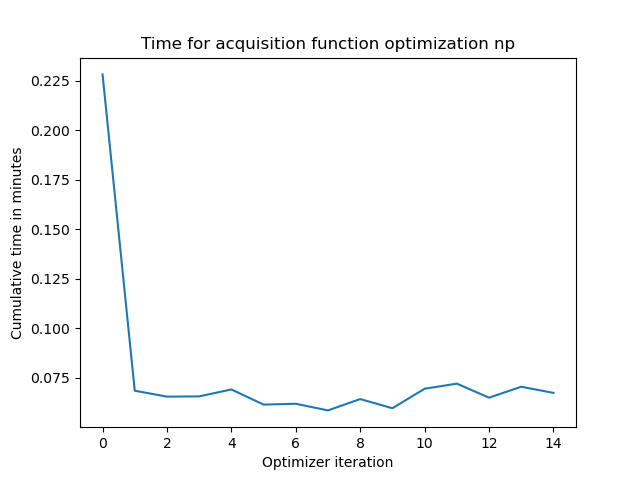 Time for acquisition function optimization np
Cumulative time in minutes
0.225
0.200
0.175
0.150
0.125
0.100
0.075
0 2 4 6 8 10 12 14
Optimizer iteration